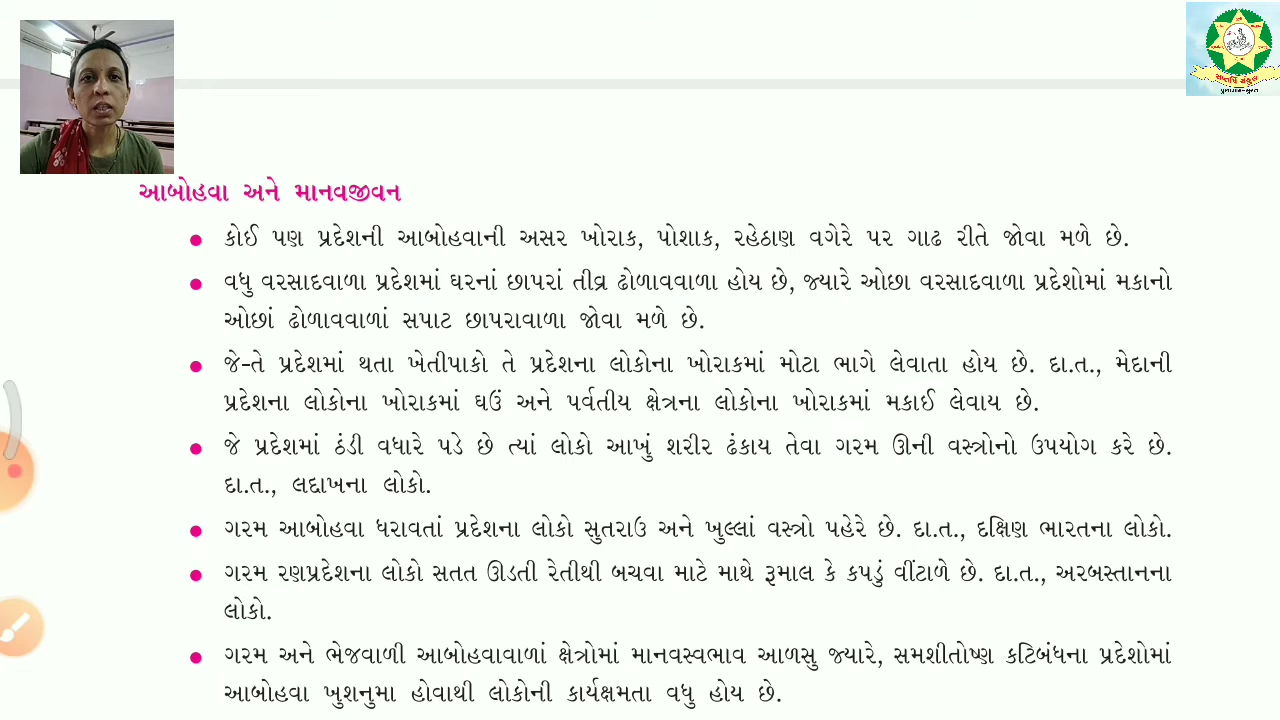 આબોહવા અને માનવજીવન
કોઈ પણ પ્રદેશની આબોહવાની અસર ખોરાક, પોશાક, રહેઠાણ વગેરે પર ગાઢ રીતે જોવા મળે છે.
વધુ વરસાદવાળા પ્રદેશમાં ઘરનાં છાપરાં તીવ્ર ઢોળાવવાળા હોય છે, જ્યારે ઓછા વરસાદવાળા પ્રદેશોમાં મકાનો
ઓછાં ઢોળાવવાળાં સપાટ છાપરાવાળા જોવા મળે છે.
જે-તે પ્રદેશમાં થતા ખેતીપાકો તે પ્રદેશના લોકોના ખોરાકમાં મોટા ભાગે લેવાતા હોય છે. દા.ત., મેદાની
પ્રદેશના લોકોના ખોરાકમાં ઘઉં અને પર્વતીય ક્ષેત્રના લોકોના ખોરાકમાં મકાઈ લેવાય છે.
જે પ્રદેશમાં ઠંડી વધારે પડે છે ત્યાં લોકો આખું શરીર ઢંકાય તેવા ગરમ ઊની વસ્ત્રોનો ઉપયોગ કરે છે.
દા.ત., લદ્દાખના લોકો.
ગરમ આબોહવા ધરાવતાં પ્રદેશના લોકો સુતરાઉ અને ખુલ્લાં વસ્ત્રો પહેરે છે. દા.ત., દક્ષિણ ભારતના લોકો.
ગરમ રણપ્રદેશના લોકો સતત ઊડતી રેતીથી બચવા માટે માથે રૂમાલ કે કપડું વીંટાળે છે. દા.ત., અરબસ્તાનના
લોકો.
ગરમ અને ભેજવાળી આબોહવાવાળાં ક્ષેત્રોમાં માનવસ્વભાવ આળસુ જ્યારે, સમશીતોષ્ણ કટિબંધના પ્રદેશોમાં
આબોહવા ખુશનુમા હોવાથી લોકોની કાર્યક્ષમતા વધુ હોય છે.